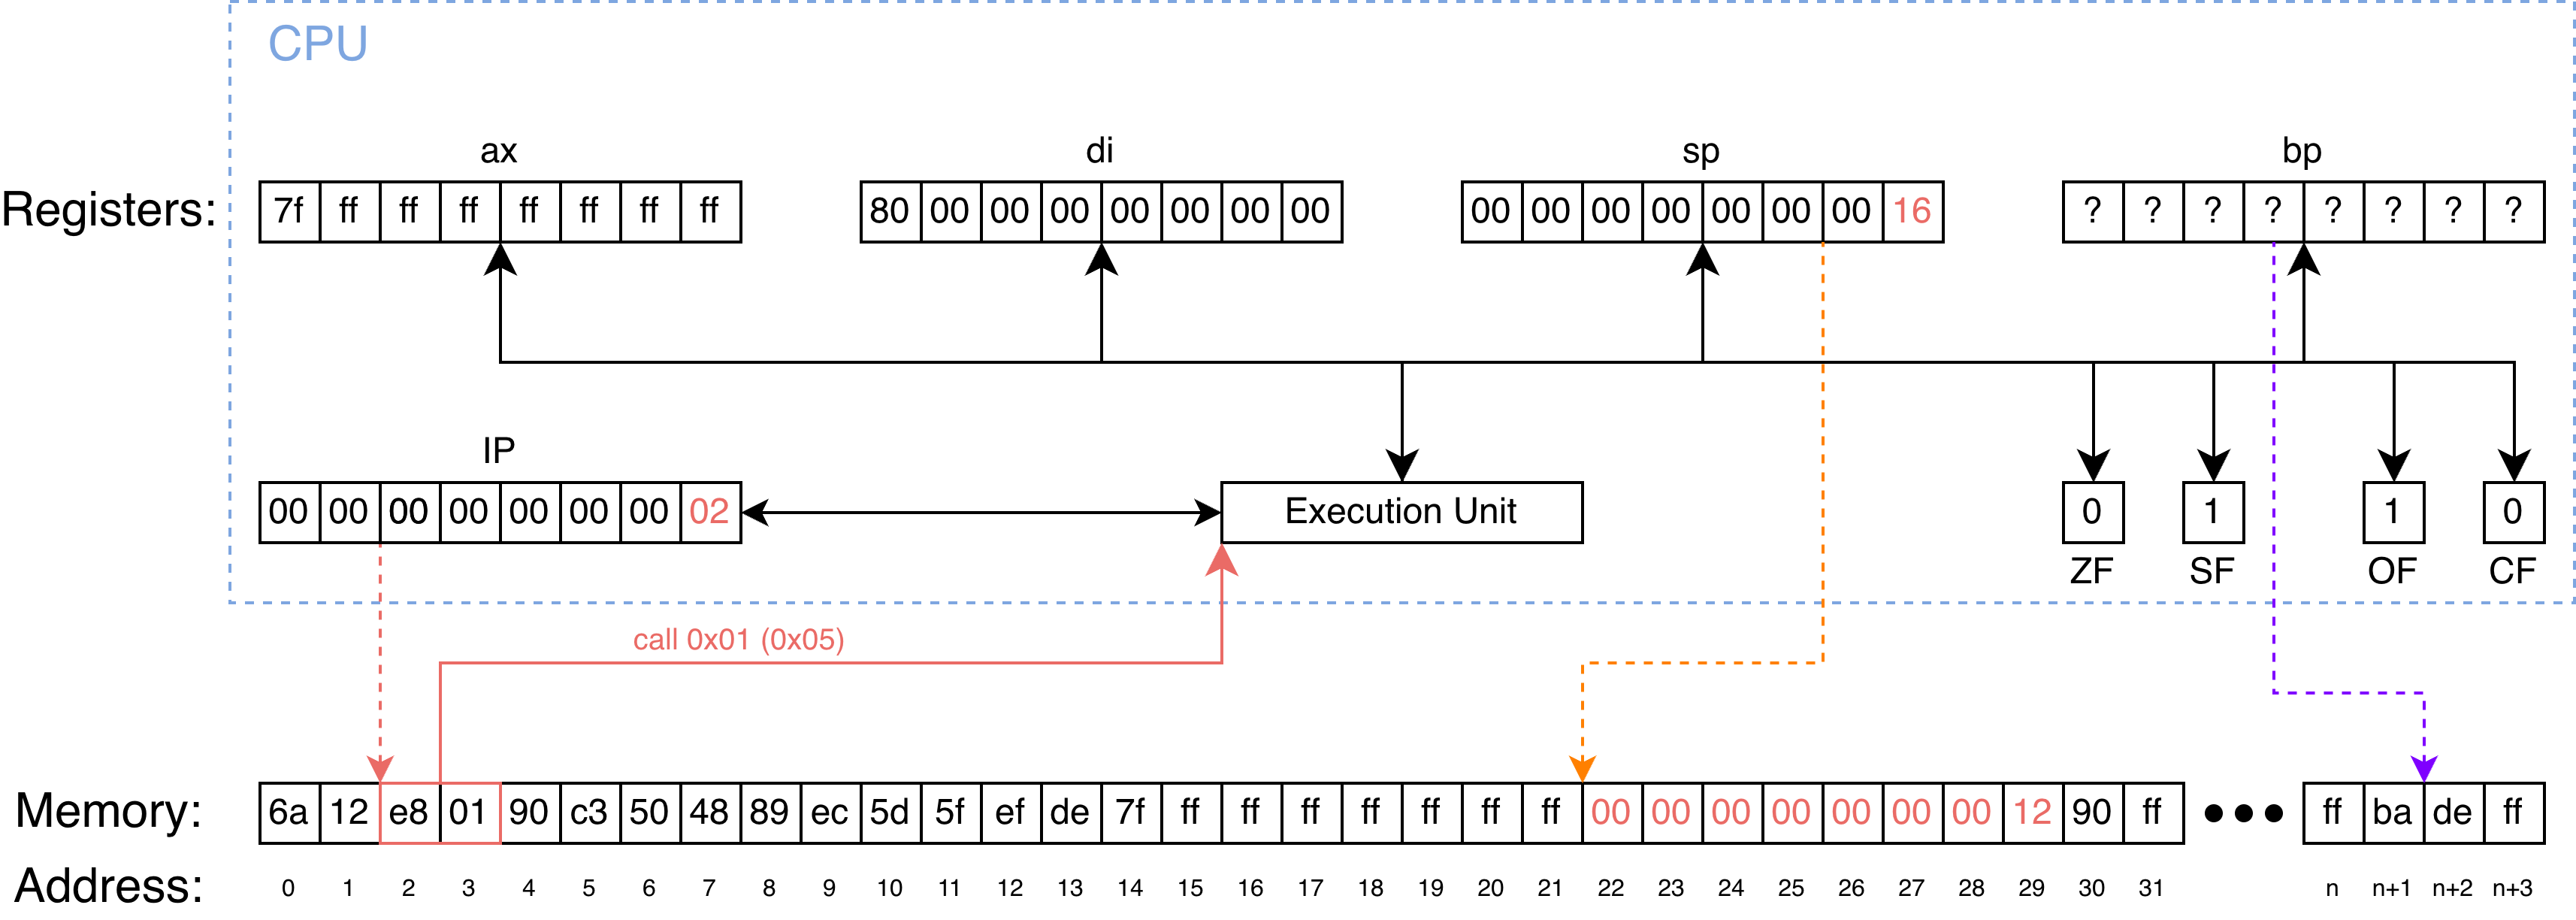 CPU
ax di sp bp
Registers: 7f ff ff ff ff ff ff ff 80 00 00 00 00 00 00 00 00 00 00 00 00 00 00 16 ? ? ? ? ? ? ? ?
IP
00 00 00 00 00 00 00 02 Execution Unit 0 1 1 0
ZF SF OF CF
call 0x01 (0x05)
Memory: 6a 12 e8 01 90 c3 50 48 89 ec 5d 5f ef de 7f ff ff ff ff ff ff ff 00 00 00 00 00 00 00 12 90 ff ••• ff ba de ff
Address: 0 1 2 3 4 5 6 7 8 9 10 11 12 13 14 15 16 17 18 19 20 21 22 23 24 25 26 27 28 29 30 31 n n+1 n+2 n+3